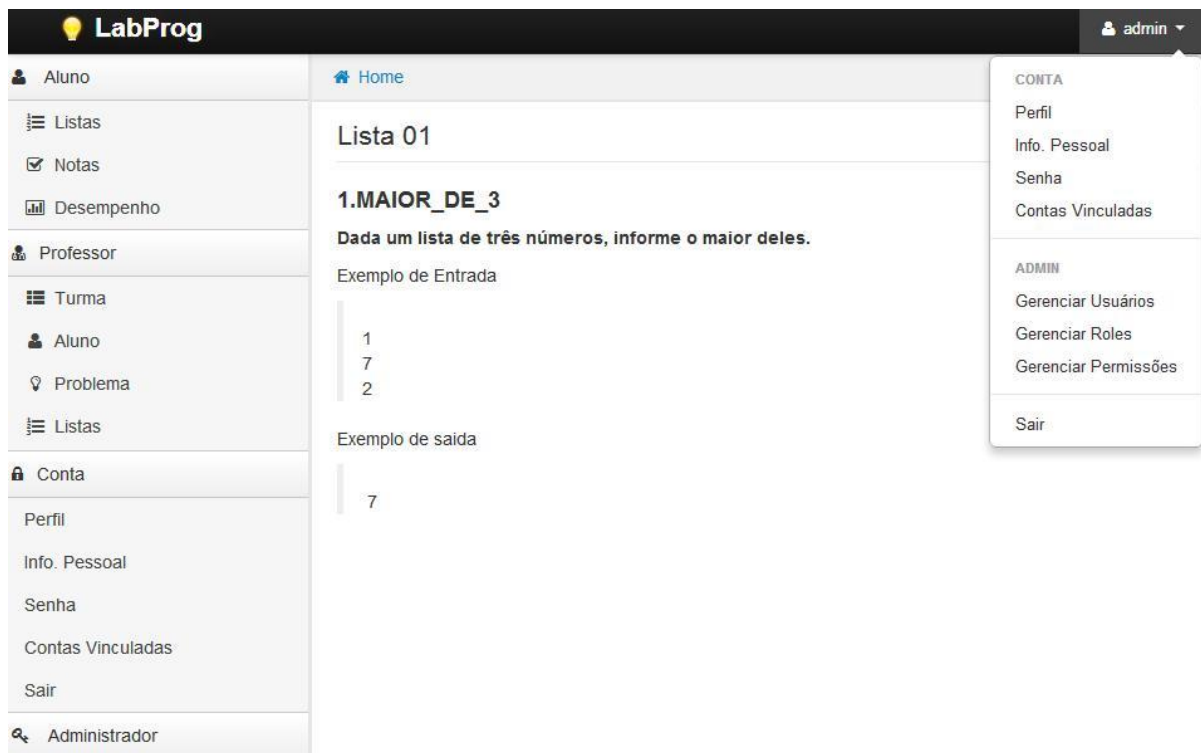 LabProg
admin
Aluno
Listas
Notas
Desempenho
Professor
Turma
Aluno
Problema
Listas
Conta
Perfil
Info. Pessoal
Senha
Contas Vinculadas
Sair
Administrador
Home
Lista 01
1.MAIOR_DE_3
Dada um lista de três números, informe o maior deles.
Exemplo de Entrada
1
7
2
Exemplo de saida
7
CONTA
Perfil
Info. Pessoal
Senha
Contas Vinculadas
ADMIN
Gerenciar Usuários
Gerenciar Roles
Gerenciar Permissões
Sair